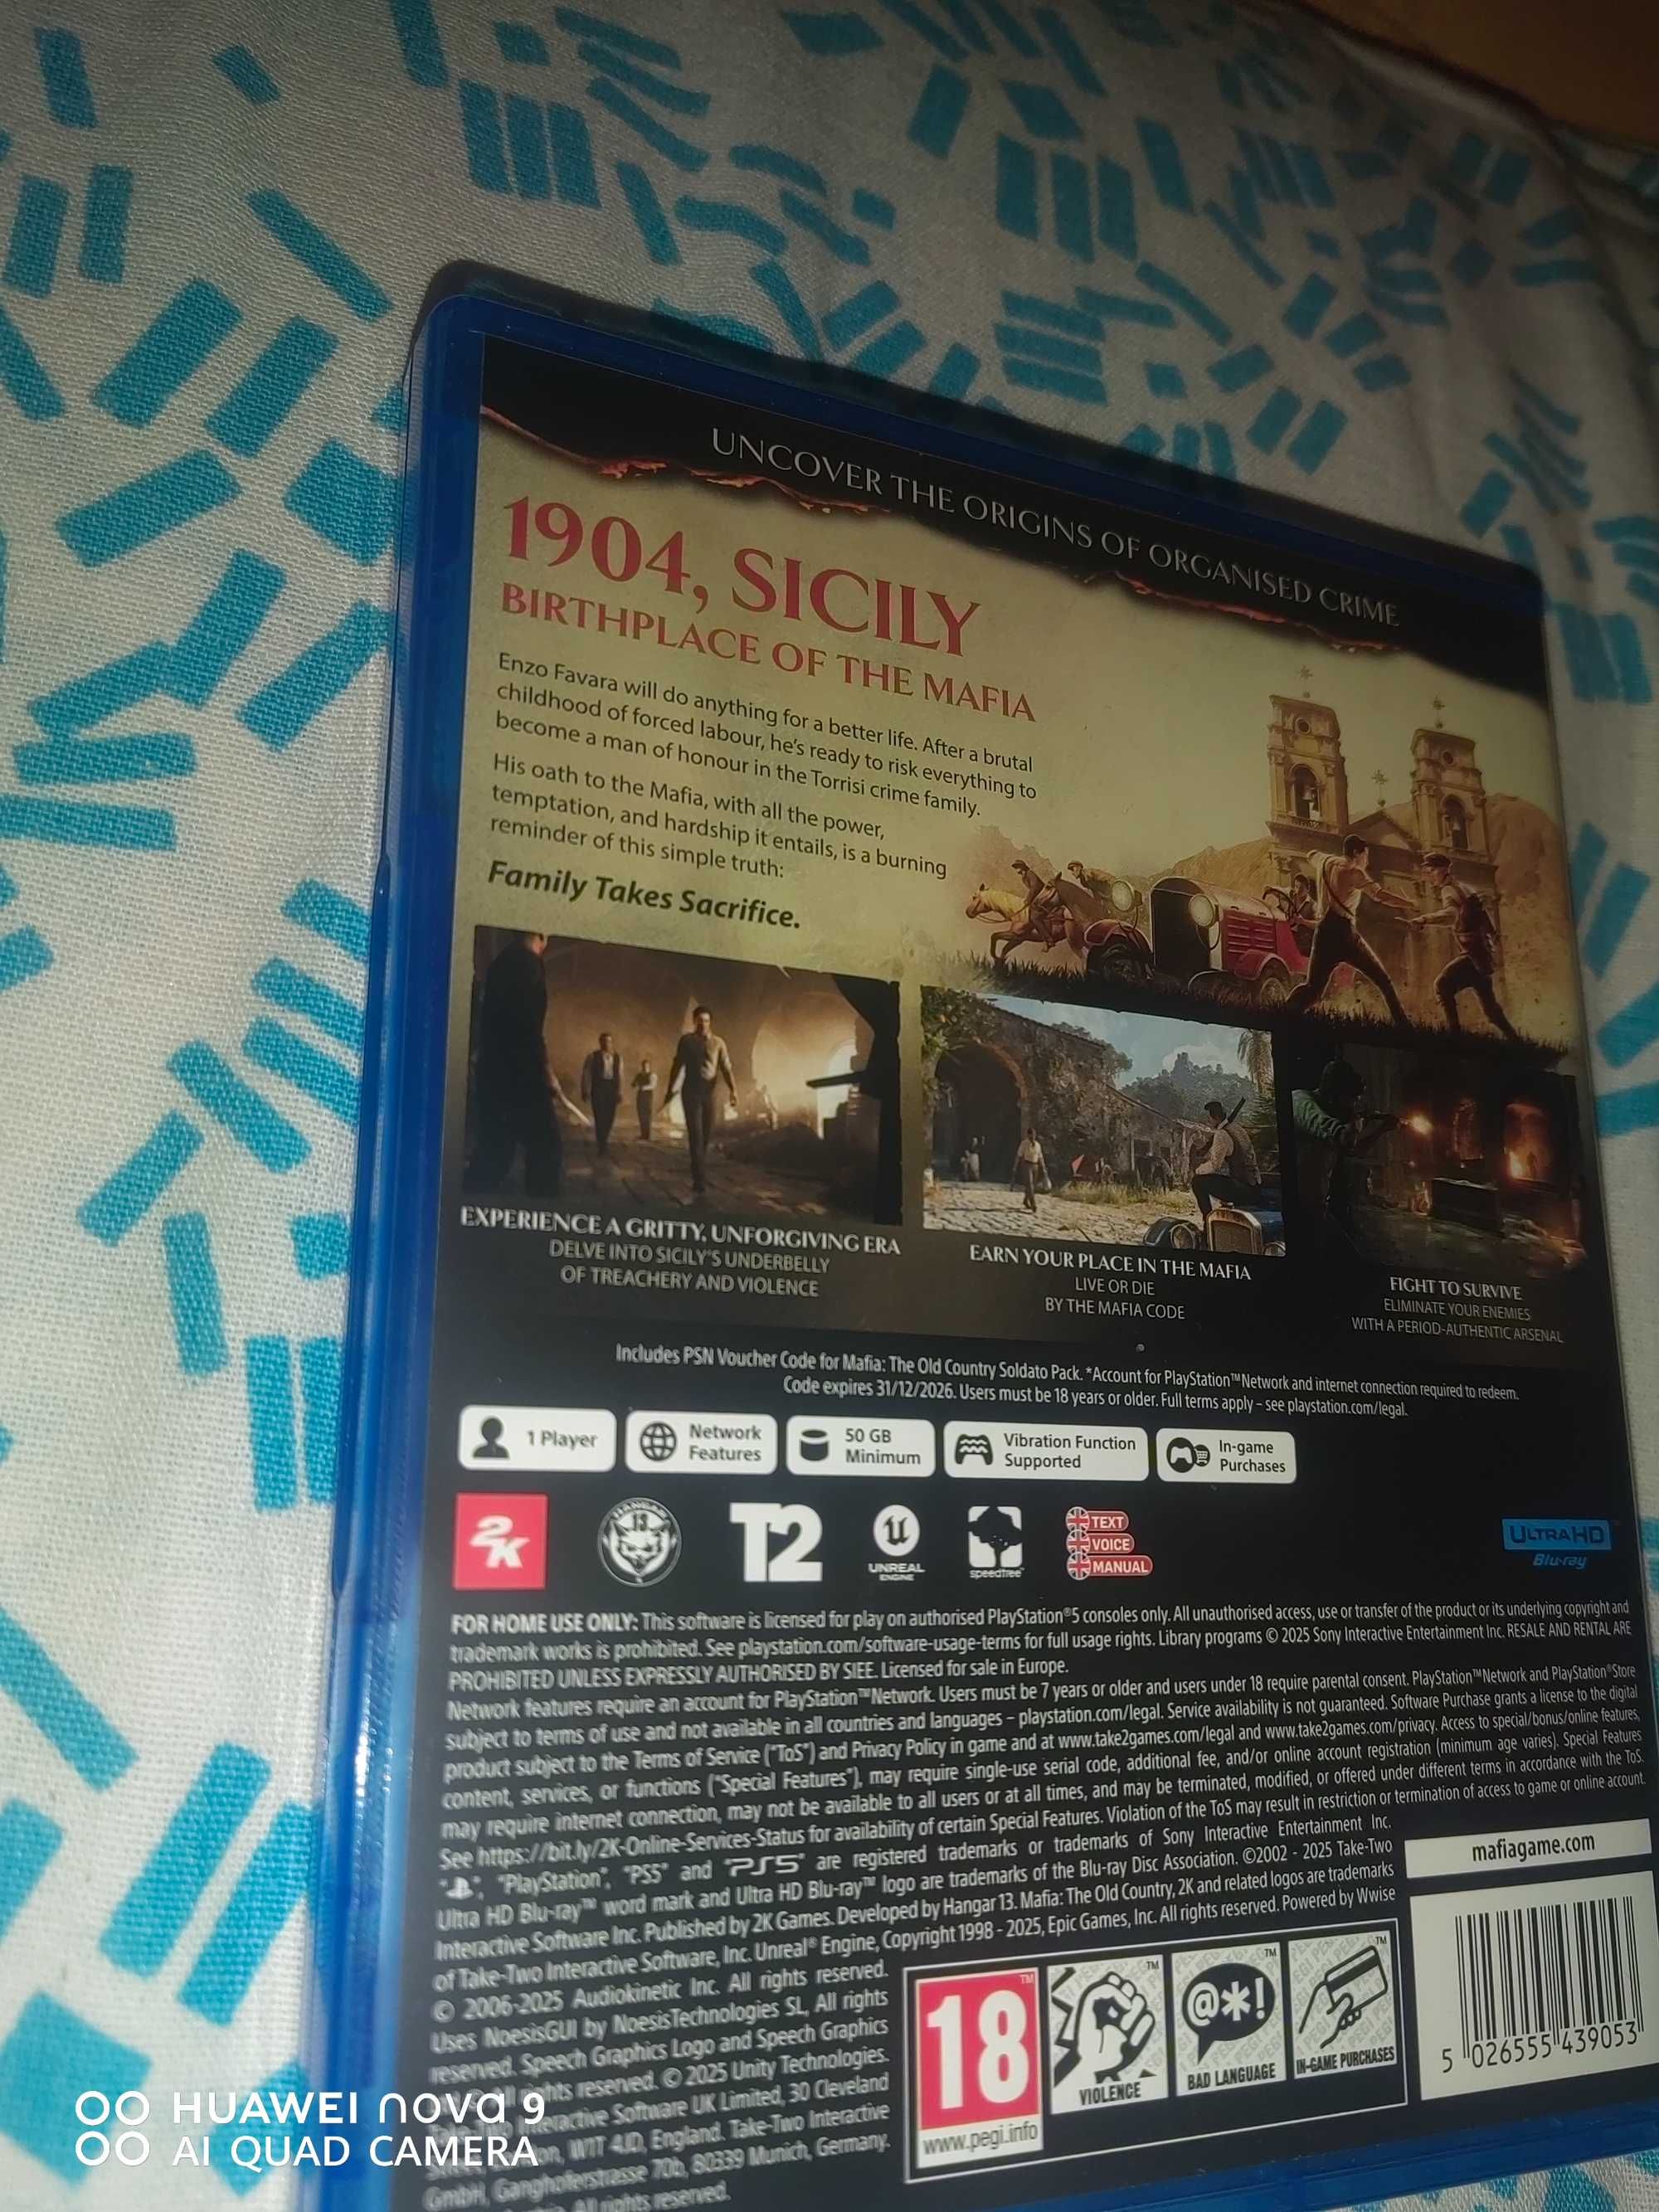 UNCOVER THE ORIGINS OF ORGANISED CRIME
1904, SICILY
BIRTHPLACE OF THE MAFIA
Enzo Favara will do anything for a better life. After a brutal
childhood of forced labour, he's ready to risk everything to
become a man of honour in the Torrisi crime family.
His oath to the Mafia, with all the power,
temptation, and hardship it entails, is a burning
reminder of this simple truth:
Family Takes Sacrifice.
EXPERIENCE A GRITTY, UNFORGIVING ERA
DELVE INTO SICILY'S UNDERBELLY
OF TREACHERY AND VIOLENCE
EARN YOUR PLACE IN THE MAFIA
LIVE OR DIE
BY THE MAFIA CODE
FIGHT TO SURVIVE
ELIMINATE YOUR ENEMIES
WITH A PERIOD-AUTHENTIC ARSENAL
Includes PSN Voucher Code for Mafia: The Old Country Soldato Pack. *Account for PlayStation™Network and internet connection required to redeem.
Code expires 31/12/2026. Users must be 18 years or older. Full terms apply – see playstation.com/legal.
1 Player
Network
Features
50 GB
Minimum
Vibration Function
Supported
In-game
Purchases
2K
HANGAR
13
T2
UNREAL
ENGINE
speedtree
TEXT
VOICE
MANUAL
ULTRA HD
Blu-ray
FOR HOME USE ONLY: This software is licensed for play on authorised PlayStation®5 consoles only. All unauthorised access, use or transfer of the product or its underlying copyright and
trademark works is prohibited. See playstation.com/software-usage-terms for full usage rights. Library programs © 2025 Sony Interactive Entertainment Inc. RESALE AND RENTAL ARE
PROHIBITED UNLESS EXPRESSLY AUTHORISED BY SIEE. Licensed for sale in Europe.
Network features require an account for PlayStation™Network. Users must be 7 years or older and users under 18 require parental consent. PlayStation™Network and PlayStation®Store
subject to terms of use and not available in all countries and languages – playstation.com/legal. Service availability is not guaranteed. Software Purchase grants a license to the digital
product subject to the Terms of Service ("ToS") and Privacy Policy in game and at www.take2games.com/legal and www.take2games.com/privacy. Access to special/bonus/online features,
content, services, or functions ("Special Features"), may require single-use serial code, additional fee, and/or online account registration (minimum age varies). Special Features
may require internet connection, may not be available to all users or at all times, and may be terminated, modified, or offered under different terms in accordance with the ToS.
See https://bit.ly/2K-Online-Services-Status for availability of certain Special Features. Violation of the ToS may result in restriction or termination of access to game or online account.
"PlayStation", "PS5" and "PS5" are registered trademarks or trademarks of Sony Interactive Entertainment Inc.
Ultra HD Blu-ray™ word mark and Ultra HD Blu-ray™ logo are trademarks of the Blu-ray Disc Association. ©2002 - 2025 Take-Two
Interactive Software Inc. Published by 2K Games. Developed by Hangar 13. Mafia: The Old Country, 2K and related logos are trademarks
of Take-Two Interactive Software, Inc. Unreal® Engine, Copyright 1998 - 2025, Epic Games, Inc. All rights reserved. Powered by Wwise
© 2006-2025 Audiokinetic Inc. All rights reserved.
Uses NoesisGUI by NoesisTechnologies SL, All rights
reserved. Speech Graphics Logo and Speech Graphics
rights reserved. © 2025 Unity Technologies.
Software UK Limited, 30 Cleveland
W1T 4JD, England. Take-Two Interactive
GmbH, Ganghoferstrasse 70b, 80339 Munich, Germany.
All rights reserved.
mafiagame.com
5 026555 439053
18
www.pegi.info
VIOLENCE
@*!
BAD LANGUAGE
IN-GAME PURCHASES
HUAWEI nova 9
AI QUAD CAMERA